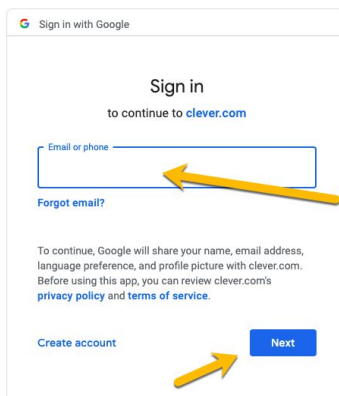 Sign in with Google
Sign in
to continue to clever.com
Email or phone
Forgot email?
To continue, Google will share your name, email address,
language preference, and profile picture with clever.com.
Before using this app, you can review clever.com's
privacy policy and terms of service.
Create account
Next